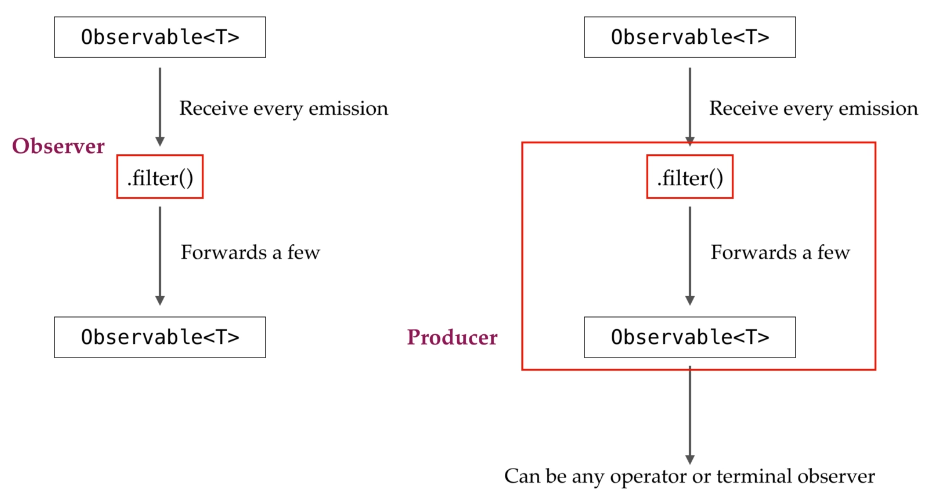 Observable<T>
Receive every emission
Observer
.filter()
Forwards a few
Observable<T>
Observable<T>
Receive every emission
.filter()
Forwards a few
Producer
Observable<T>
Can be any operator or terminal observer